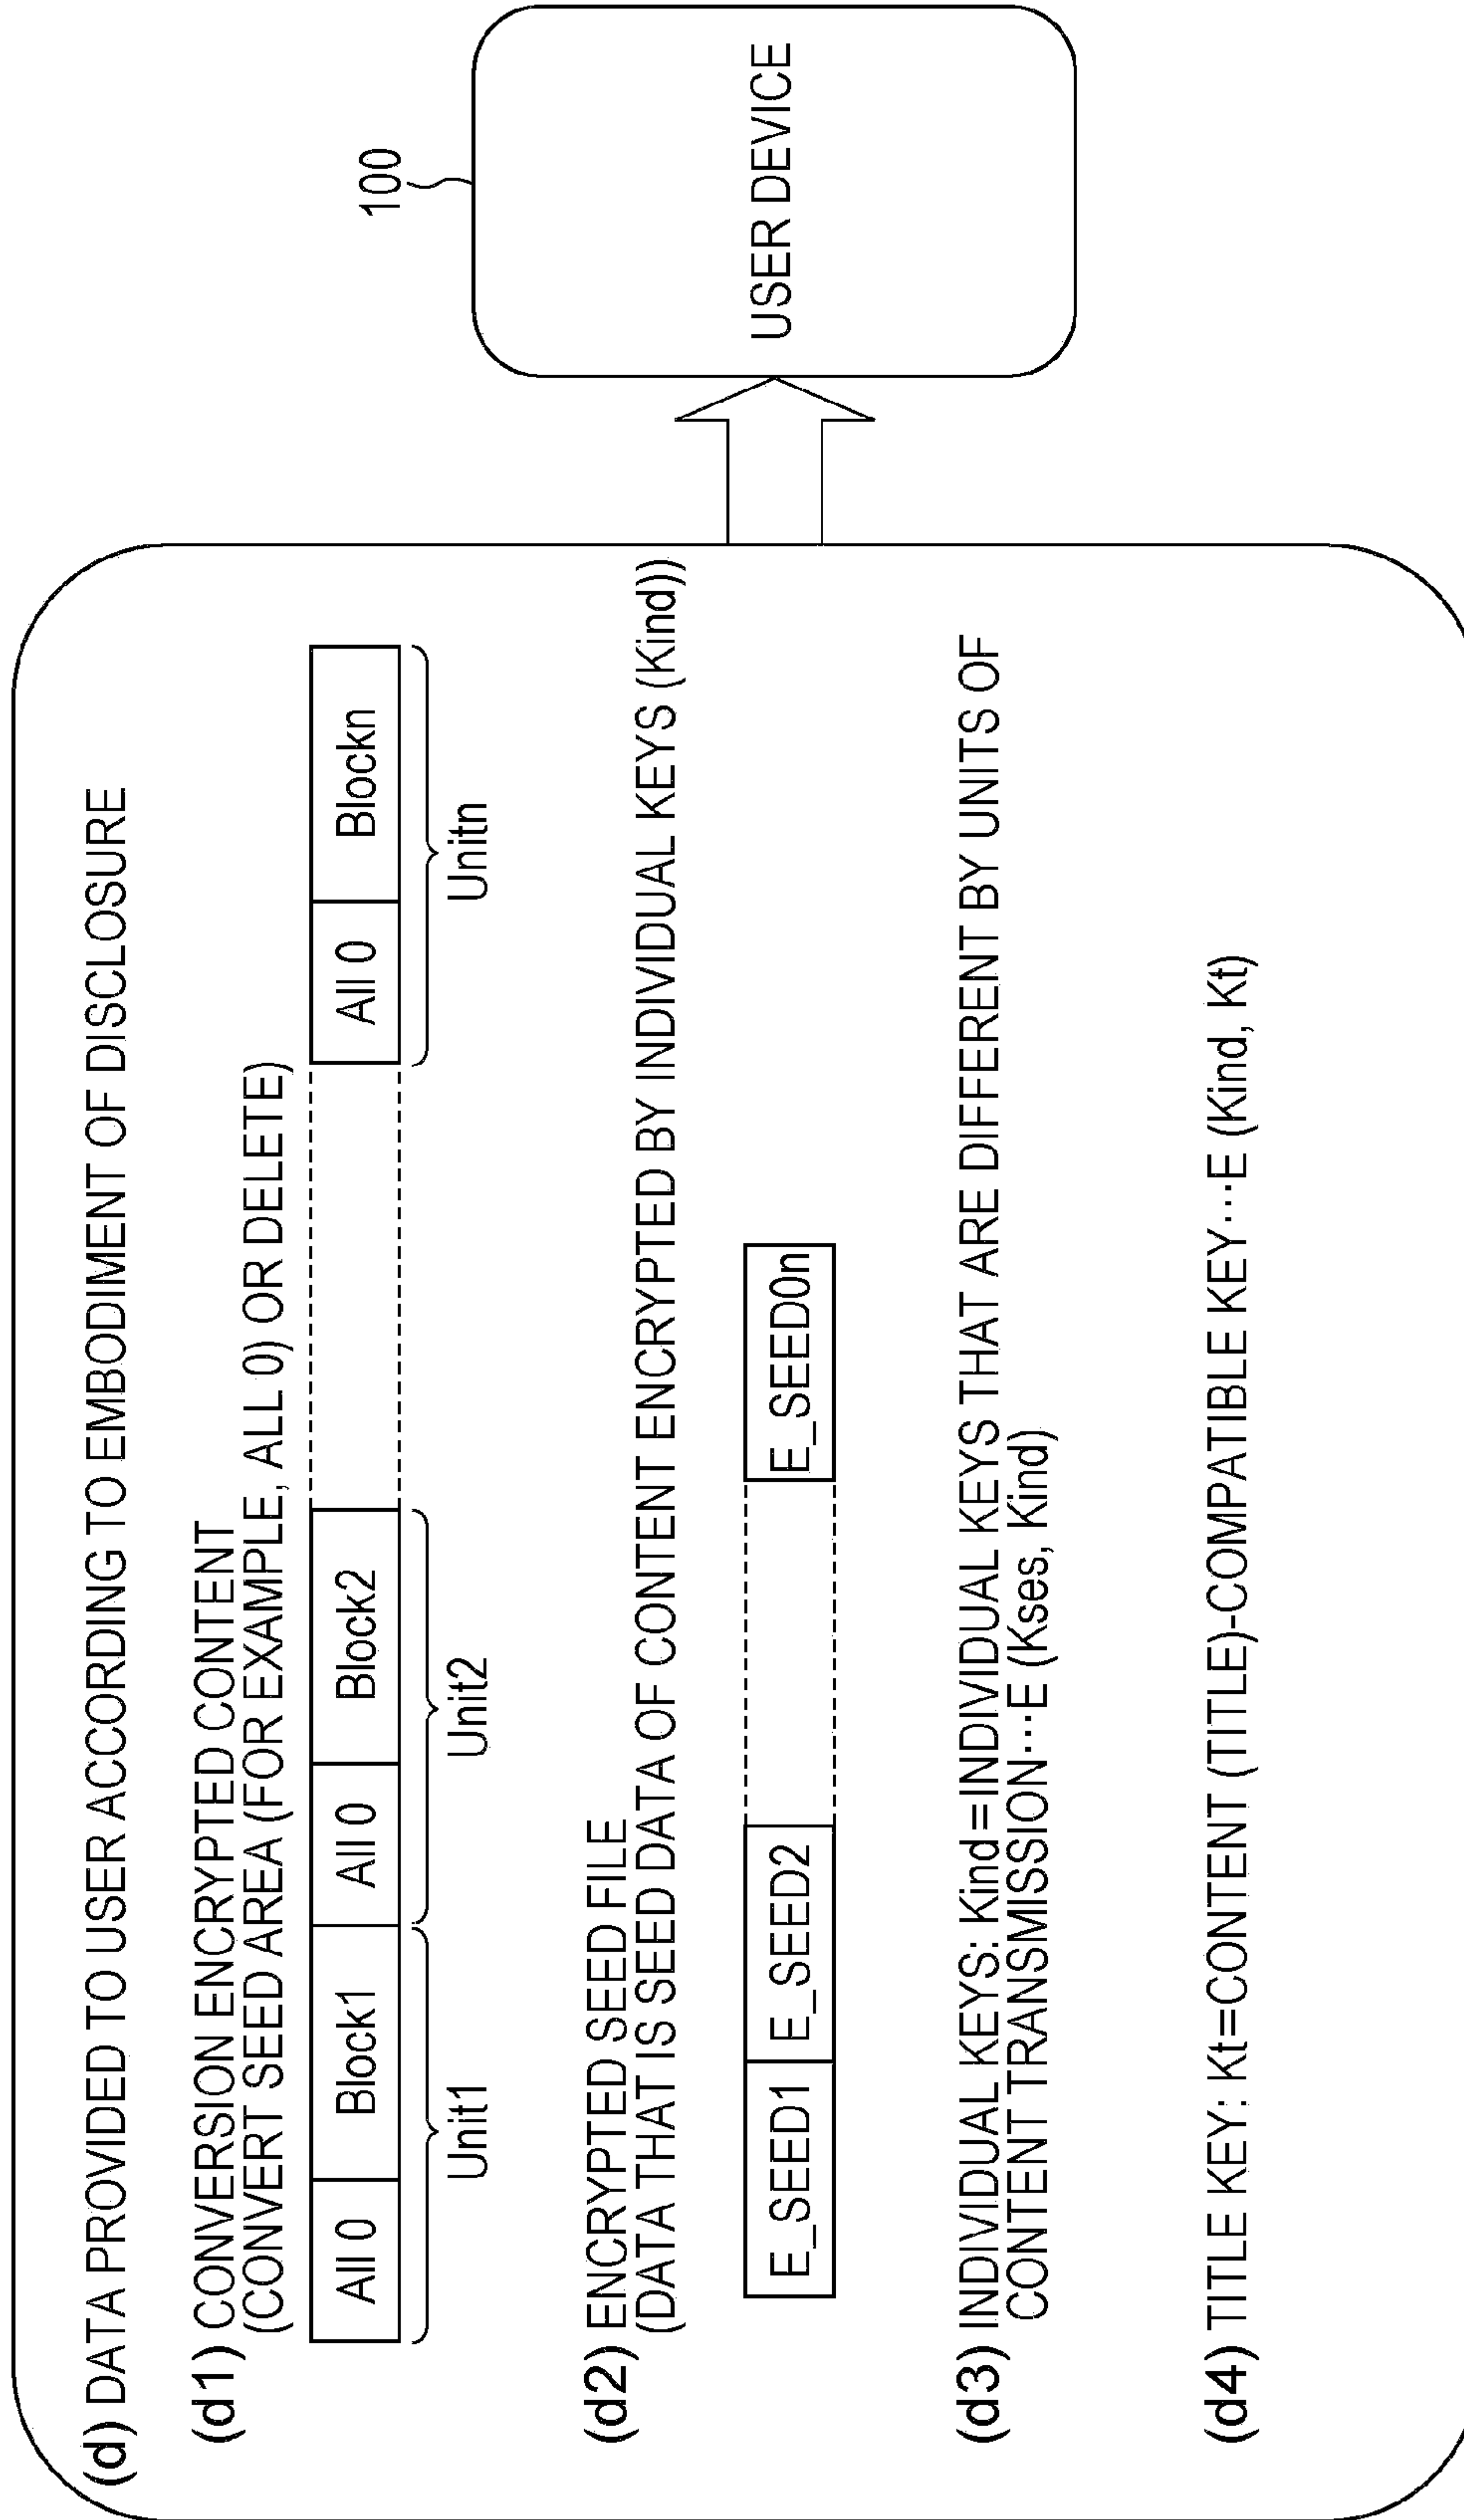 (d) DATA PROVIDED TO USER ACCORDING TO EMBODIMENT OF DISCLOSURE
(d1) CONVERSION ENCRYPTED CONTENT
(CONVERT SEED AREA (FOR EXAMPLE, ALL 0) OR DELETE)
All 0 Block1 All 0 Block2 All 0 Blockn
Unit1 Unit2 Unitn
(d2) ENCRYPTED SEED FILE
(DATA THAT IS SEED DATA OF CONTENT ENCRYPTED BY INDIVIDUAL KEYS (Kind))
E_SEED1 E_SEED2 E_SEED0n
(d3) INDIVIDUAL KEYS: Kind=INDIVIDUAL KEYS THAT ARE DIFFERENT BY UNITS OF
CONTENT TRANSMISSION···E (Kses, Kind)
(d4) TITLE KEY: Kt=CONTENT (TITLE)-COMPATIBLE KEY···E (Kind, Kt)
100
USER DEVICE